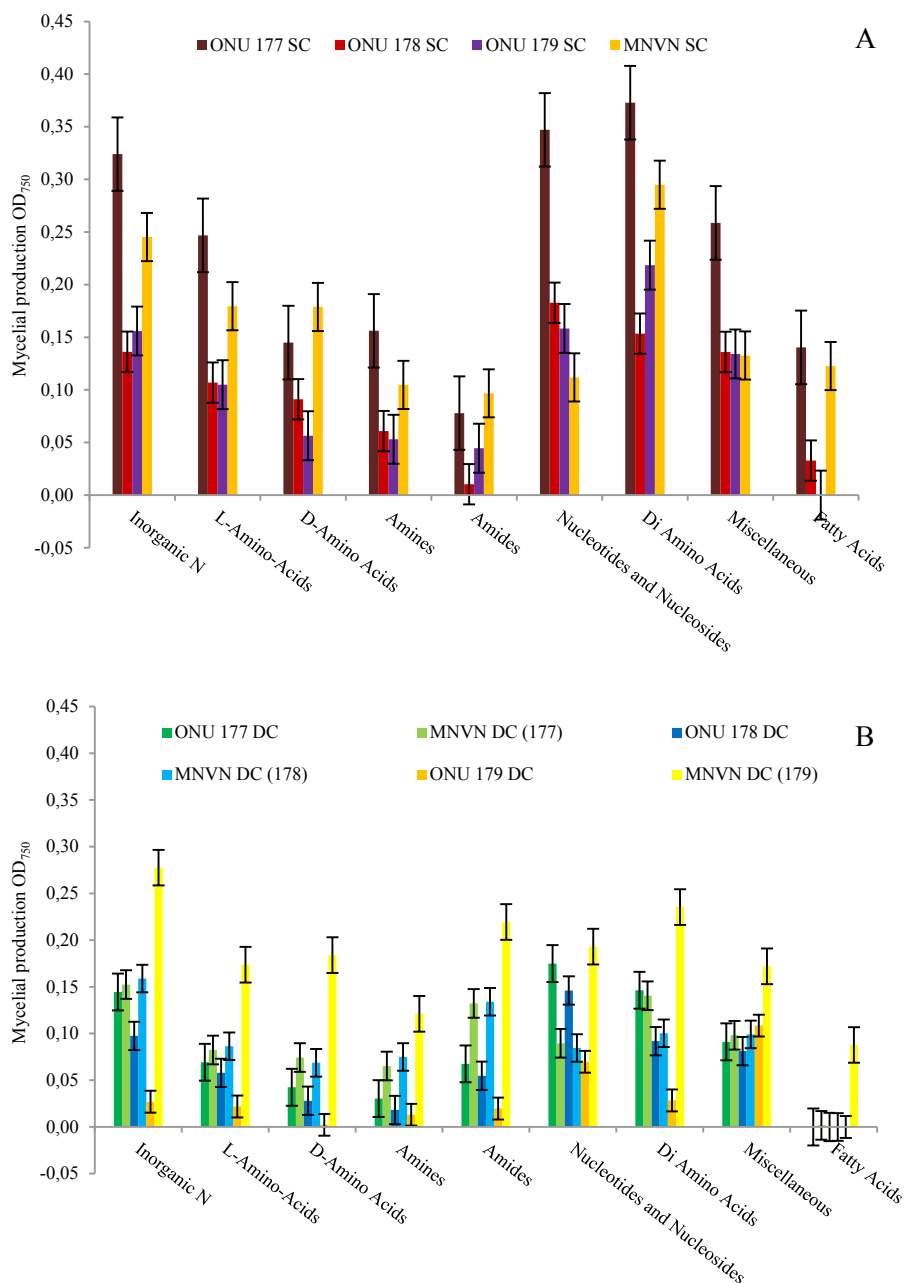 A
ONU 177 SC ONU 178 SC ONU 179 SC MNVN SC
Mycelial production OD750
0,45
0,40
0,35
0,30
0,25
0,20
0,15
0,10
0,05
0,00
-0,05
Inorganic N
L-Amino-Acids
D-Amino Acids
Amines
Amides
Nucleotides and Nucleosides
Di Amino Acids
Miscellaneous
Fatty Acids
B
ONU 177 DC MNVN DC (177) ONU 178 DC
MNVN DC (178) ONU 179 DC MNVN DC (179)
Mycelial production OD750
0,45
0,40
0,35
0,30
0,25
0,20
0,15
0,10
0,05
0,00
-0,05
Inorganic N
L-Amino-Acids
D-Amino Acids
Amines
Amides
Nucleotides and Nucleosides
Di Amino Acids
Miscellaneous
Fatty Acids